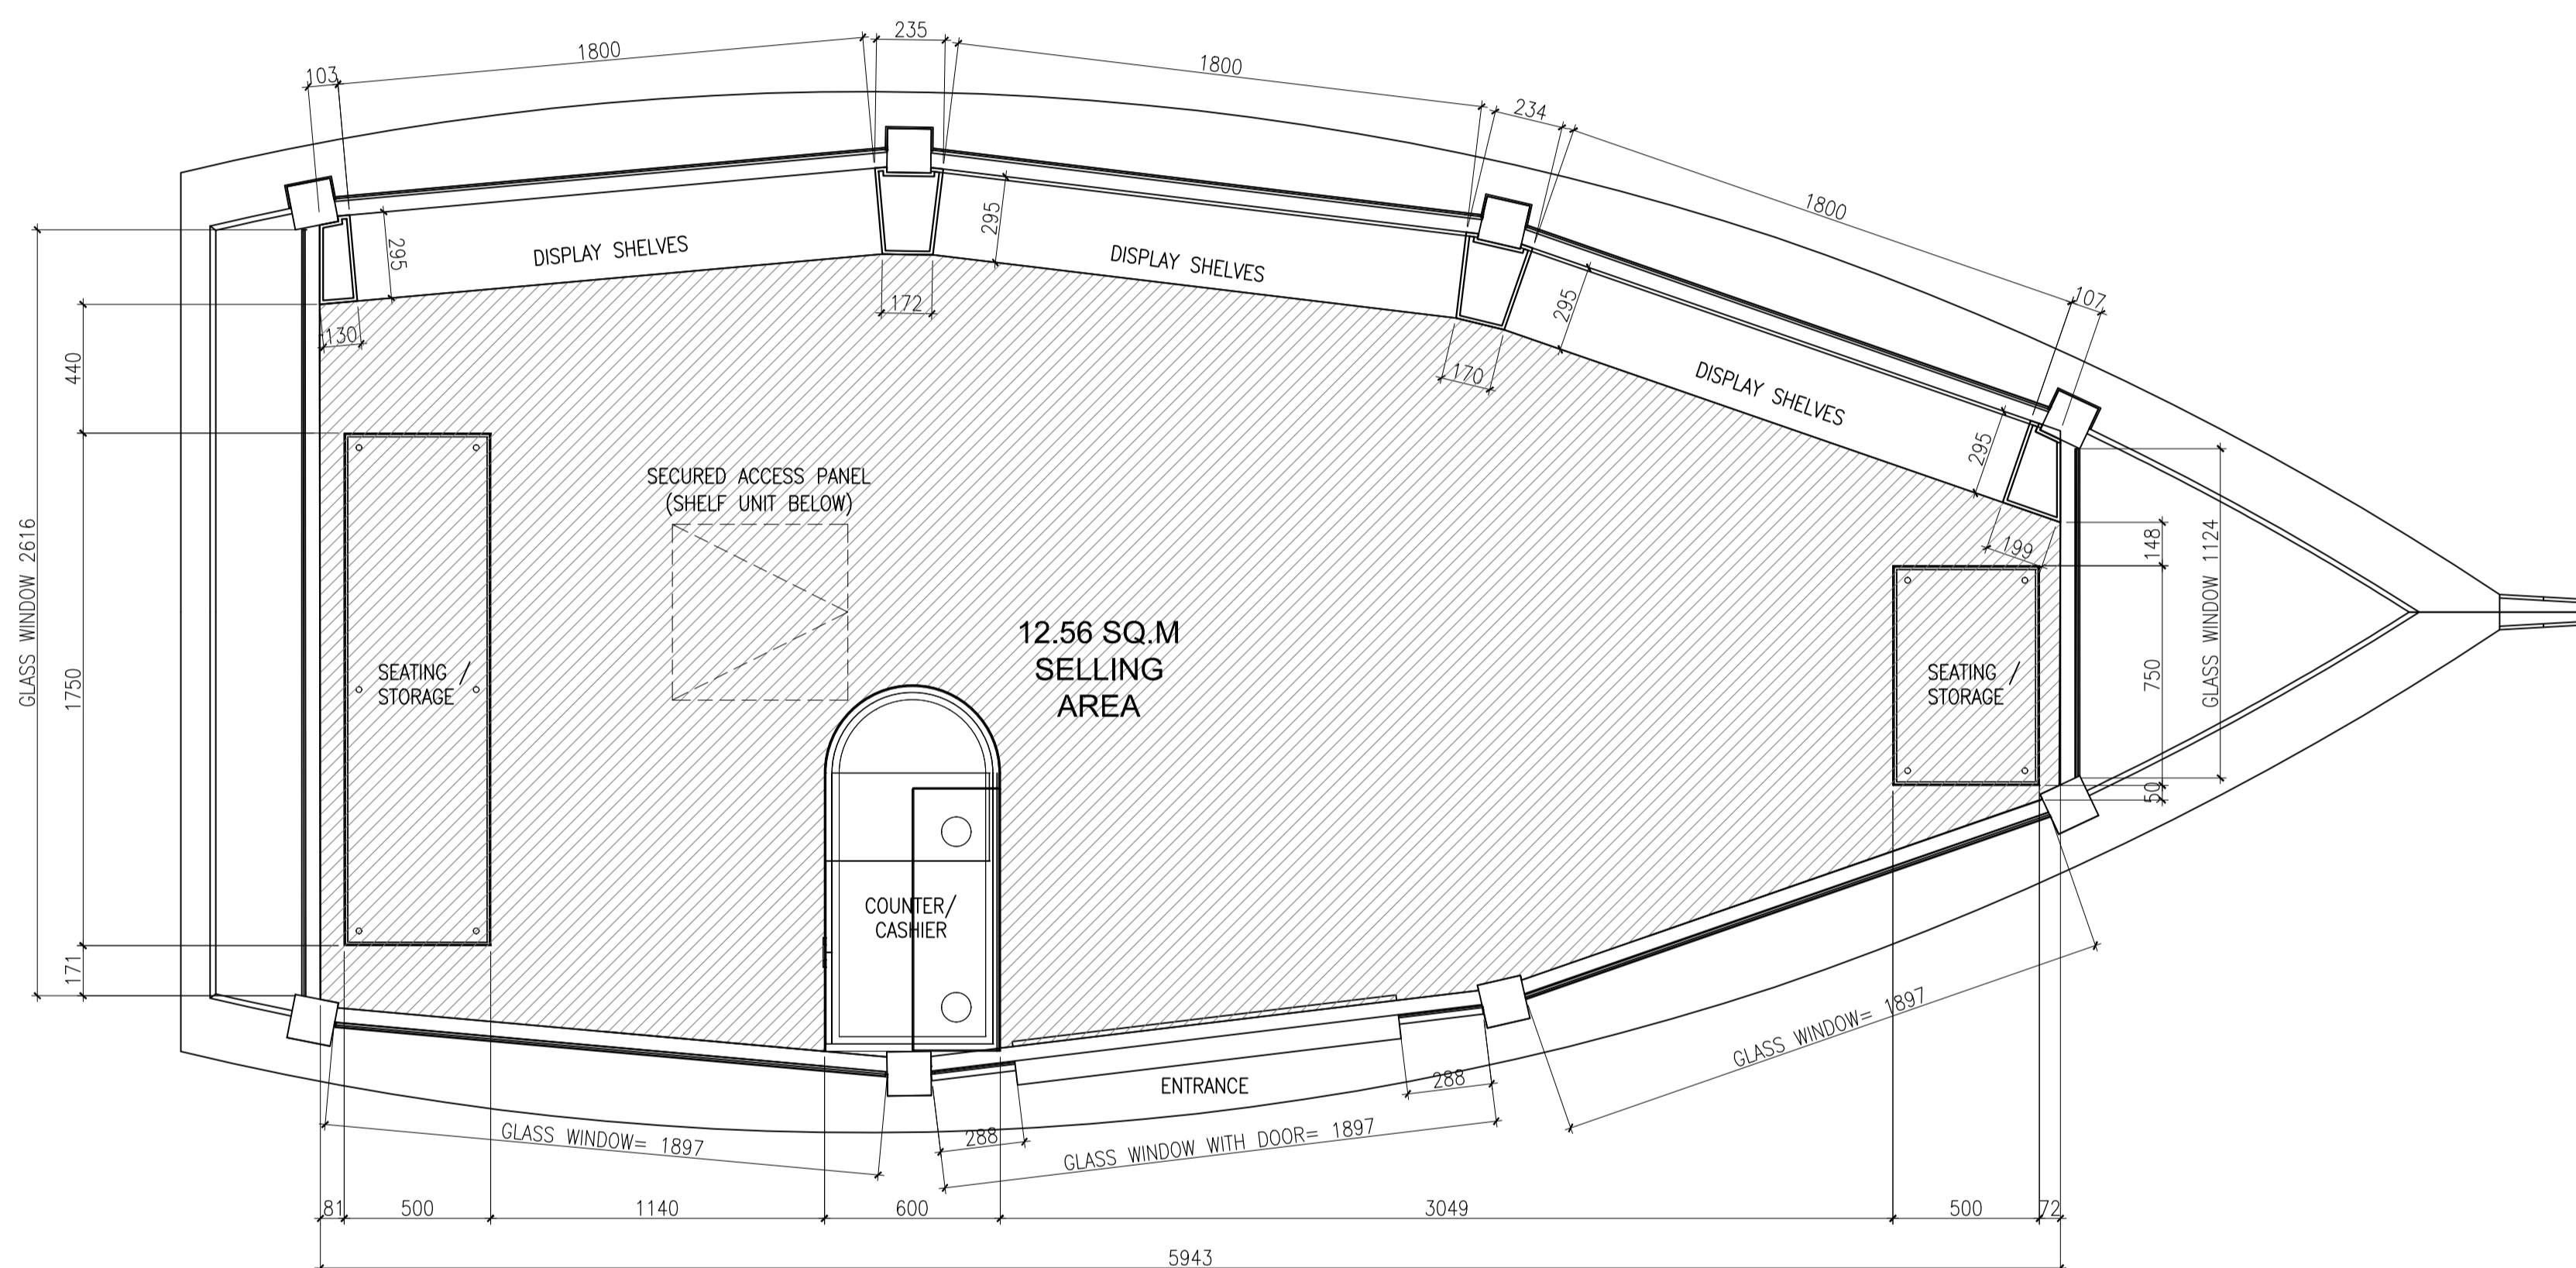 235
1800
1800
103
234
1800
295
DISPLAY SHELVES
295
DISPLAY SHELVES
295
107
172
130
440
170
DISPLAY SHELVES
295
199
148
GLASS WINDOW 2616
GLASS WINDOW 1124
SECURED ACCESS PANEL
(SHELF UNIT BELOW)
12.56 SQ.M
SELLING
AREA
1750
SEATING /
STORAGE
SEATING /
STORAGE
750
50
COUNTER/
CASHIER
171
ENTRANCE
288
288
GLASS WINDOW= 1897
GLASS WINDOW WITH DOOR= 1897
GLASS WINDOW= 1897
81
500
1140
600
3049
500
72
5943